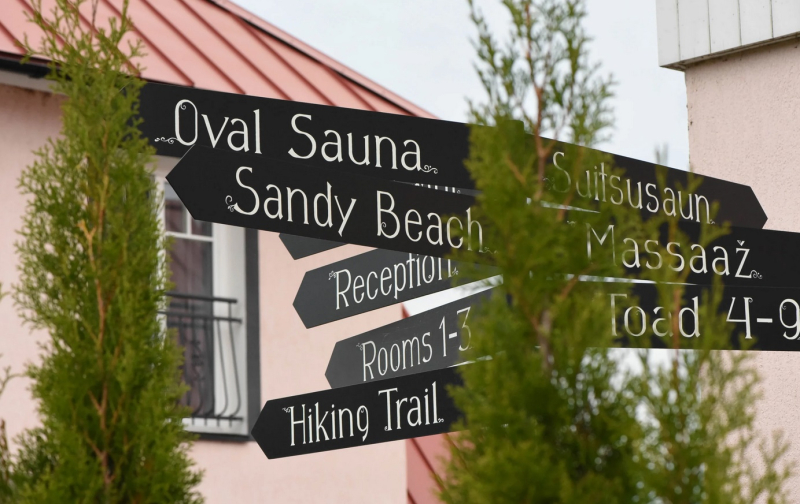 Oval Sauna
Suitsusaun
Sandy Beach
Massaaž
Reception
Toad 4-9
Rooms 1-3
Hiking Trail